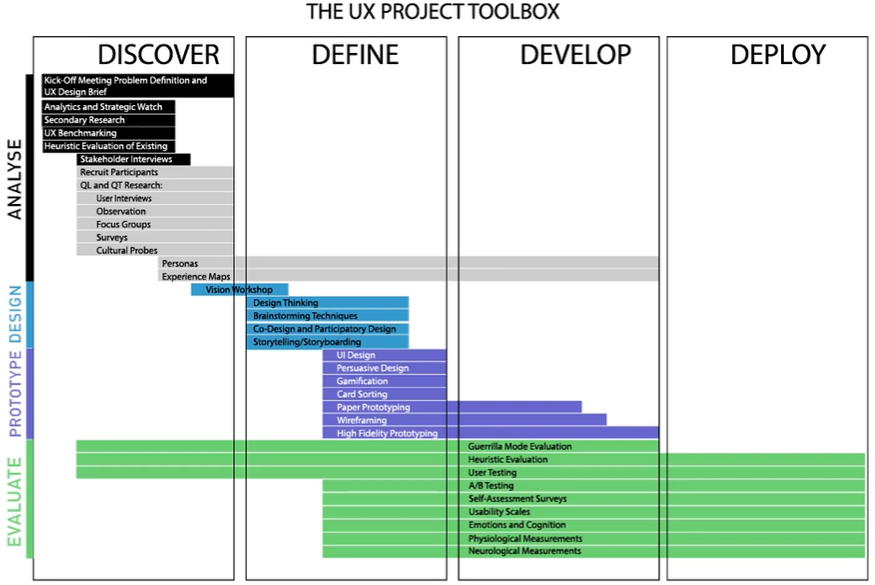 THE UX PROJECT TOOLBOX
DISCOVER
DEFINE
DEVELOP
DEPLOY
ANALYSE
Kick-Off Meeting Problem Definition and
UX Design Brief
Analytics and Strategic Watch
Secondary Research
UX Benchmarking
Heuristic Evaluation of Existing
Stakeholder Interviews
Recruit Participants
QL and QT Research:
User Interviews
Observation
Focus Groups
Surveys
Cultural Probes
Personas
Experience Maps
DESIGN
Vision Workshop
Design Thinking
Brainstorming Techniques
Co-Design and Participatory Design
Storytelling/Storyboarding
PROTOTYPE
UI Design
Persuasive Design
Gamification
Card Sorting
Paper Prototyping
Wireframing
High Fidelity Prototyping
EVALUATE
Guerrilla Mode Evaluation
Heuristic Evaluation
User Testing
A/B Testing
Self-Assessment Surveys
Usability Scales
Emotions and Cognition
Physiological Measurements
Neurological Measurements